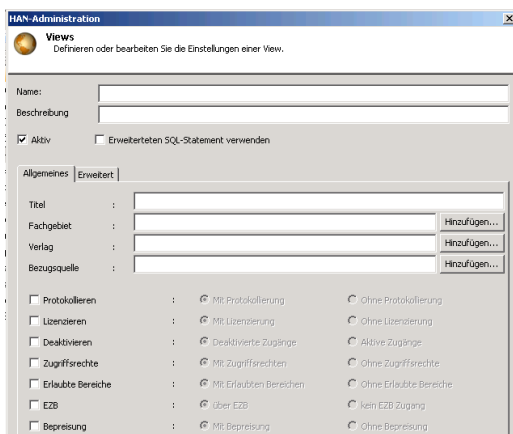 HAN-Administration
Views
Definieren oder bearbeiten Sie die Einstellungen einer View.
Name:
Beschreibung
Aktiv Erweiterteten SQL-Statement verwenden
Allgemeines Erweitert
Titel :
Fachgebiet : Hinzufügen...
Verlag : Hinzufügen...
Bezugsquelle : Hinzufügen...
Protokollieren : Mit Protokollierung Ohne Protokollierung
Lizenzieren : Mit Lizenzierung Ohne Lizenzierung
Deaktivieren : Deaktivierte Zugänge Aktive Zugänge
Zugriffsrechte : Mit Zugriffsrechten Ohne Zugriffsrechte
Erlaubte Bereiche : Mit Erlaubten Bereichen Ohne Erlaubte Bereiche
EZB : über EZB kein EZB Zugang
Bepreisung : Mit Bepreisung Ohne Bepreisung